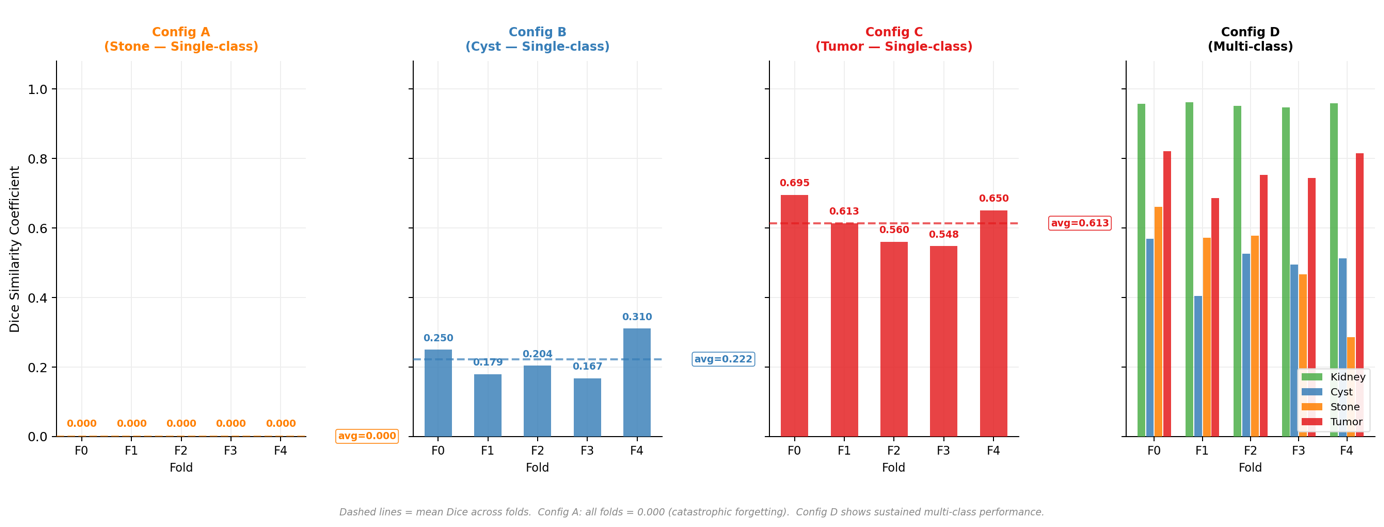 Config A
(Stone — Single-class)
Config B
(Cyst — Single-class)
Config C
(Tumor — Single-class)
Config D
(Multi-class)
Dice Similarity Coefficient
1.0
0.8
0.6
0.4
0.2
0.0
0.000 0.000 0.000 0.000 0.000
avg=0.000
F0 F1 F2 F3 F4
Fold
0.250 0.179 0.204 0.167 0.310
avg=0.222
F0 F1 F2 F3 F4
Fold
0.695 0.613 0.560 0.548 0.650
avg=0.613
F0 F1 F2 F3 F4
Fold
Kidney
Cyst
Stone
Tumor
F0 F1 F2 F3 F4
Fold
Dashed lines = mean Dice across folds. Config A: all folds = 0.000 (catastrophic forgetting). Config D shows sustained multi-class performance.